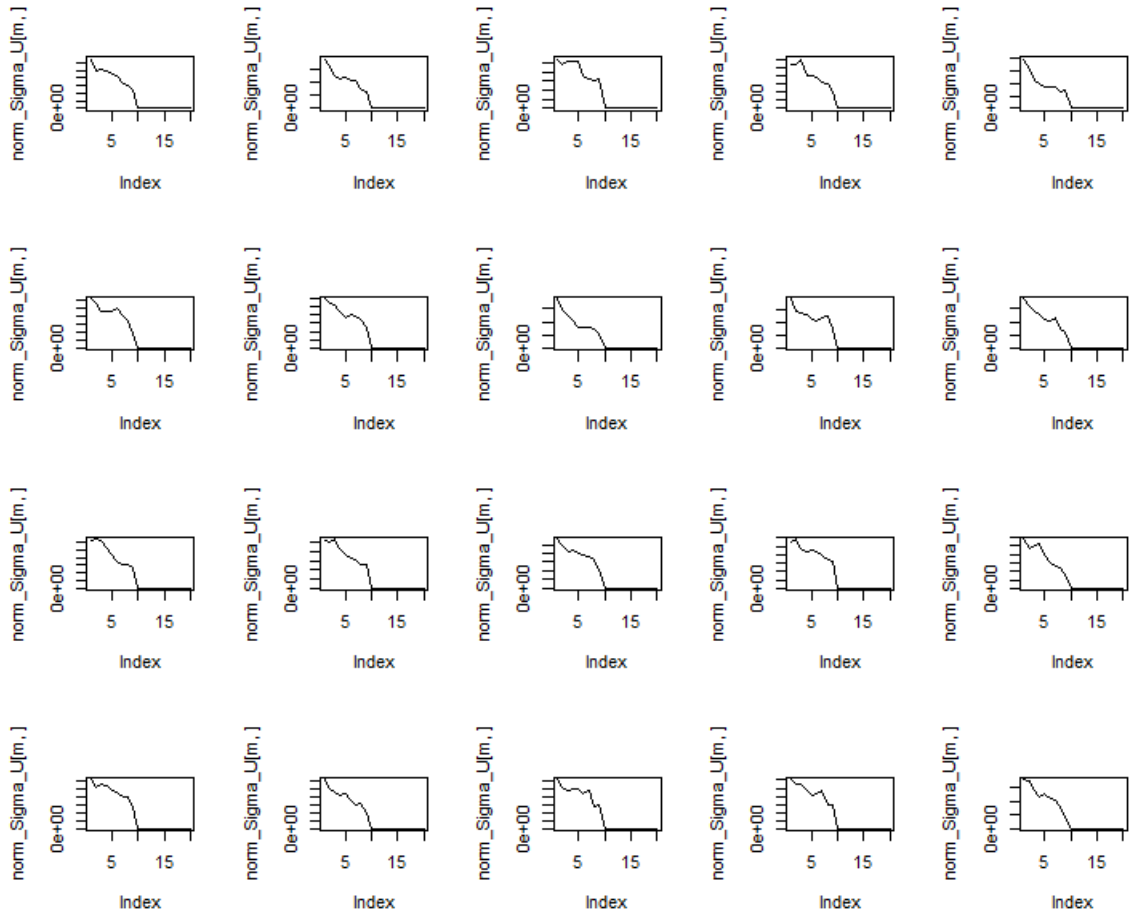 norm_Sigma_U[m, ] norm_Sigma_U[m, ] norm_Sigma_U[m, ] norm_Sigma_U[m, ] norm_Sigma_U[m, ]
0e+00 0e+00 0e+00 0e+00 0e+00
5 15 5 15 5 15 5 15 5 15
Index Index Index Index Index
norm_Sigma_U[m, ] norm_Sigma_U[m, ] norm_Sigma_U[m, ] norm_Sigma_U[m, ] norm_Sigma_U[m, ]
0e+00 0e+00 0e+00 0e+00 0e+00
5 15 5 15 5 15 5 15 5 15
Index Index Index Index Index
norm_Sigma_U[m, ] norm_Sigma_U[m, ] norm_Sigma_U[m, ] norm_Sigma_U[m, ] norm_Sigma_U[m, ]
0e+00 0e+00 0e+00 0e+00 0e+00
5 15 5 15 5 15 5 15 5 15
Index Index Index Index Index
norm_Sigma_U[m, ] norm_Sigma_U[m, ] norm_Sigma_U[m, ] norm_Sigma_U[m, ] norm_Sigma_U[m, ]
0e+00 0e+00 0e+00 0e+00 0e+00
5 15 5 15 5 15 5 15 5 15
Index Index Index Index Index